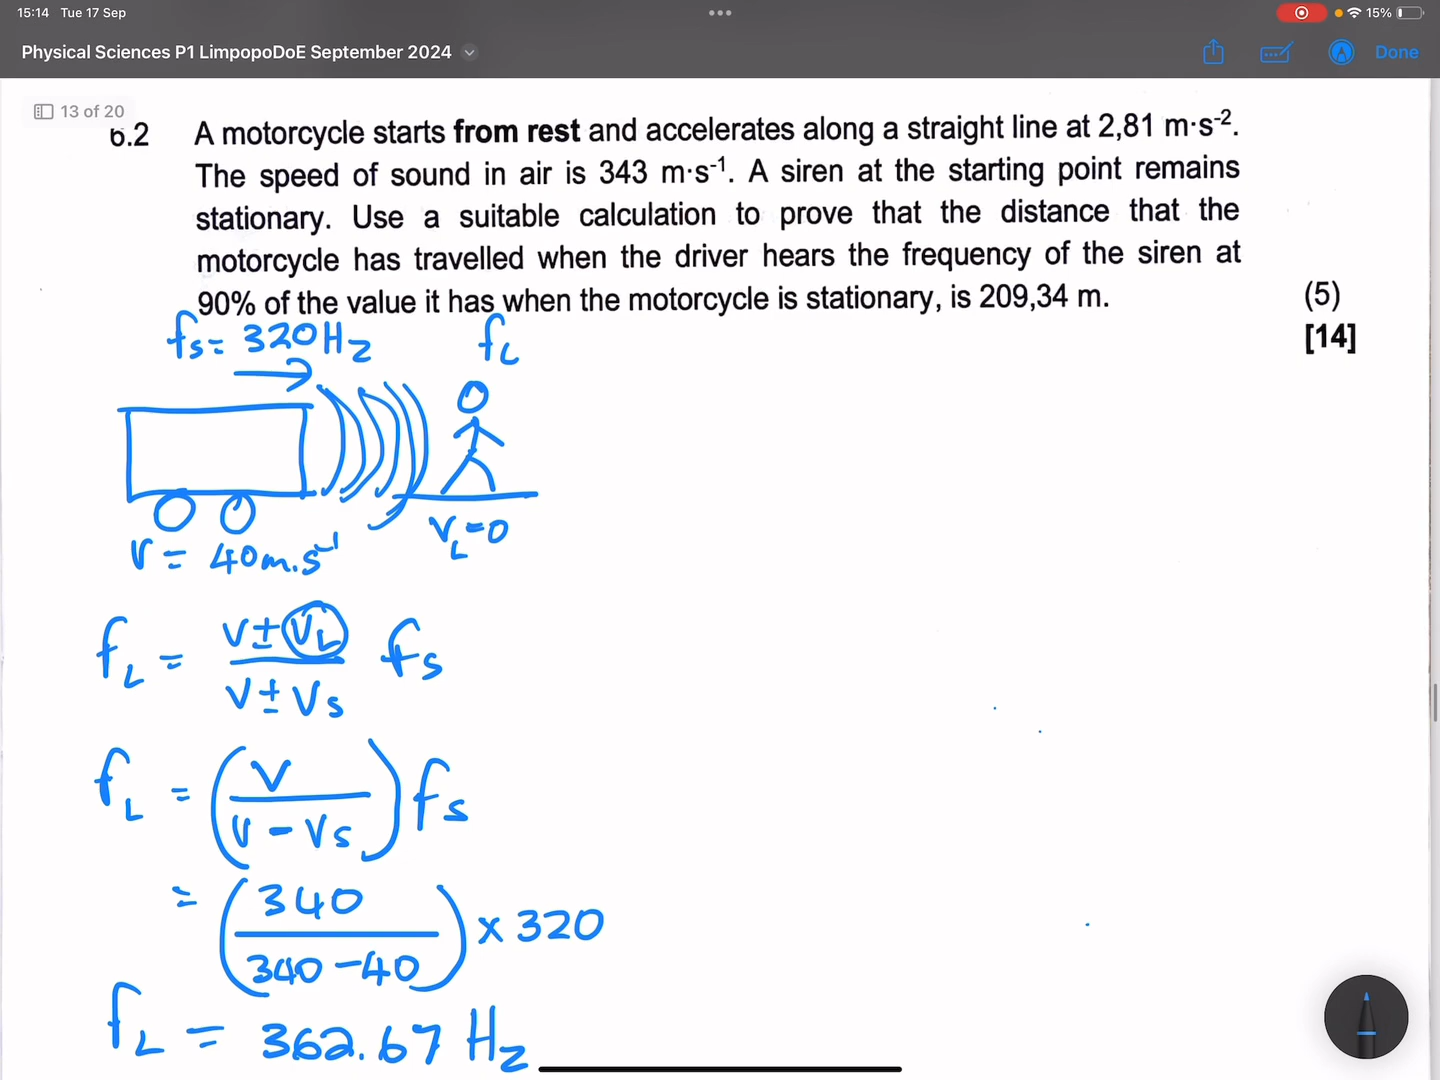 15:14 Tue 17 Sep
15%
Physical Sciences P1 LimpopoDoE September 2024
Done
13 of 20
6.2 A motorcycle starts from rest and accelerates along a straight line at 2,81 m·s⁻².
The speed of sound in air is 343 m·s⁻¹. A siren at the starting point remains
stationary. Use a suitable calculation to prove that the distance that the
motorcycle has travelled when the driver hears the frequency of the siren at
90% of the value it has when the motorcycle is stationary, is 209,34 m. (5)
[14]
fs = 320Hz fL
V = 40m.s⁻¹ VL=0
fL = V±VL / V±Vs fs
fL = (V / V-Vs) fs
= (340 / 340-40) x 320
fL = 362.67 Hz